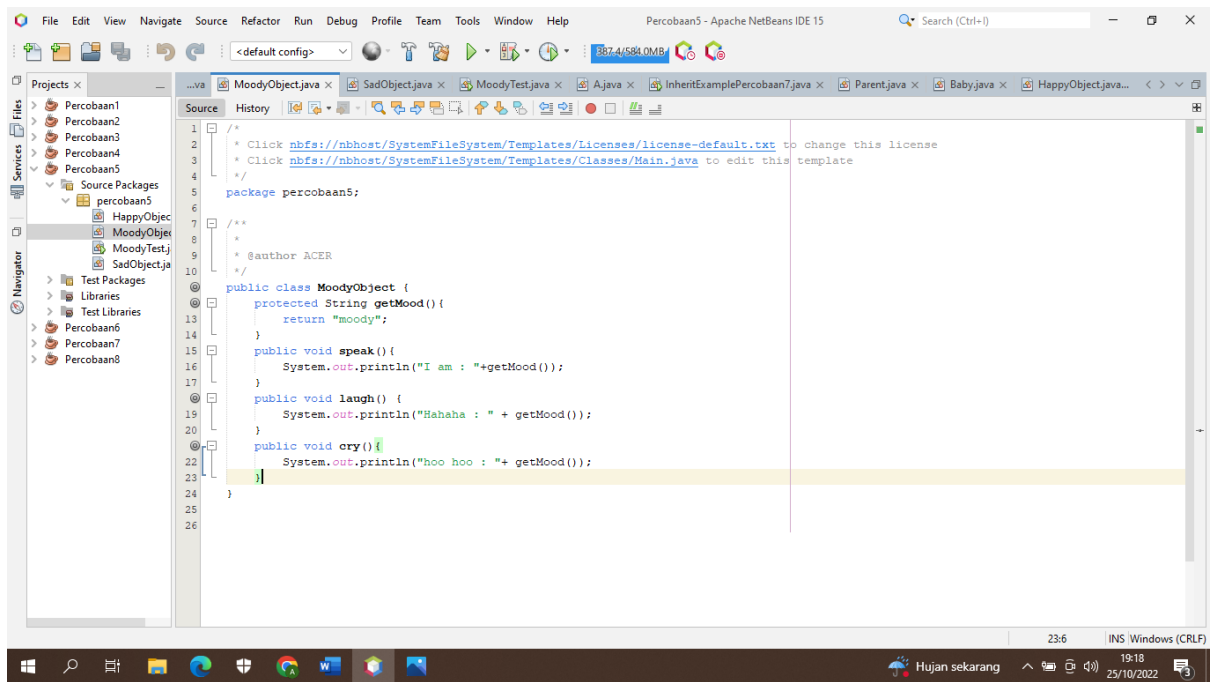 File Edit View Navigate Source Refactor Run Debug Profile Team Tools Window Help Percobaan5 - Apache NetBeans IDE 15 Search (Ctrl+I)
<default config> 387.4/584.0MB
Projects ...va MoodyObject.java SadObject.java MoodyTest.java A.java InheritExamplePercobaan7.java Parent.java Baby.java HappyObject.java...
Files
Services
Navigator
Percobaan1
Percobaan2
Percobaan3
Percobaan4
Percobaan5
Source Packages
percobaan5
HappyObjec
MoodyObjec
MoodyTest.j
SadObject.ja
Test Packages
Libraries
Test Libraries
Percobaan6
Percobaan7
Percobaan8
Source History
1 /*
2 * Click nbfs://nbhost/SystemFileSystem/Templates/Licenses/license-default.txt to change this license
3 * Click nbfs://nbhost/SystemFileSystem/Templates/Classes/Main.java to edit this template
4 */
5 package percobaan5;
6
7 /**
8 *
9 * @author ACER
10 */
public class MoodyObject {
protected String getMood(){
13 return "moody";
14 }
15 public void speak(){
16 System.out.println("I am : "+getMood());
17 }
public void laugh() {
19 System.out.println("Hahaha : " + getMood());
20 }
public void cry(){
22 System.out.println("hoo hoo : "+ getMood());
23 }
24 }
25
26
23:6 INS Windows (CRLF)
Hujan sekarang 19:18
25/10/2022 3